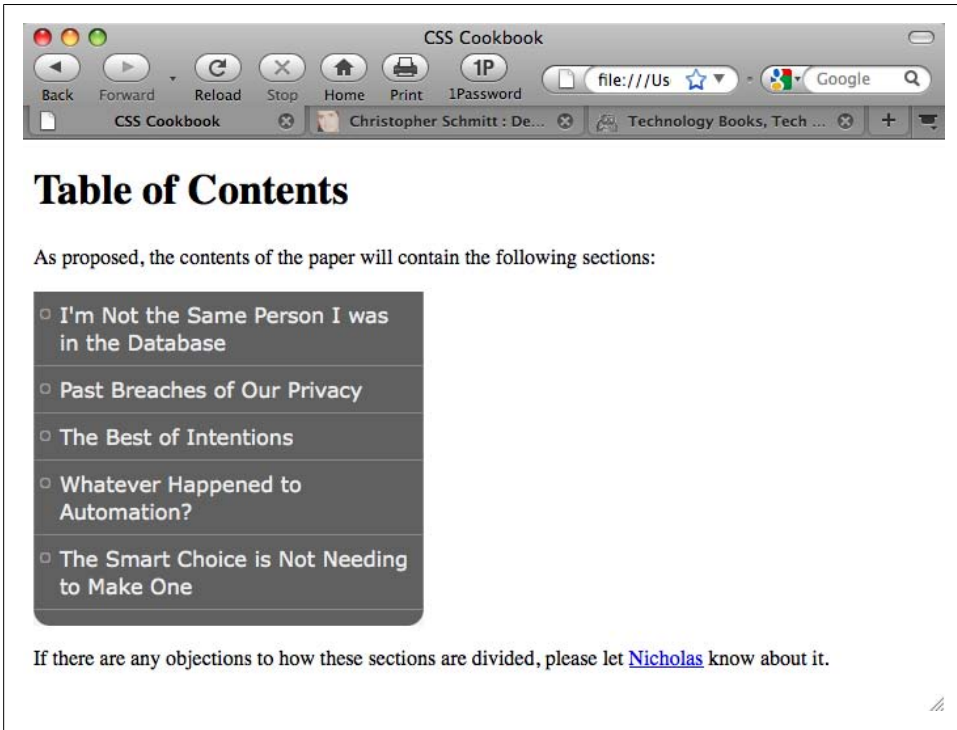 CSS Cookbook
1P
file:///Us
Google
Back Forward Reload Stop Home Print 1Password
CSS Cookbook
Christopher Schmitt : De...
Technology Books, Tech ...
Table of Contents
As proposed, the contents of the paper will contain the following sections:
I'm Not the Same Person I was
in the Database
Past Breaches of Our Privacy
The Best of Intentions
Whatever Happened to
Automation?
The Smart Choice is Not Needing
to Make One
If there are any objections to how these sections are divided, please let Nicholas know about it.